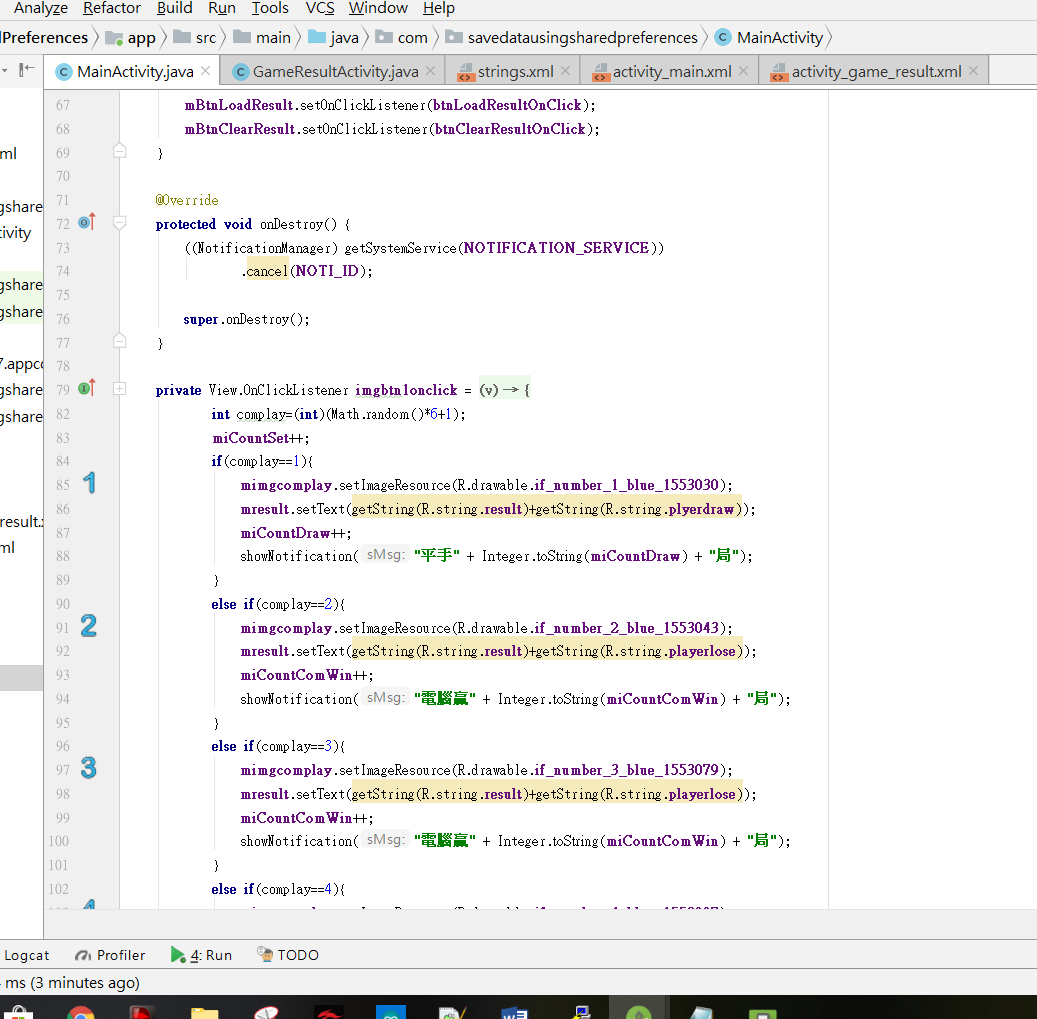 Analyze Refactor Build Run Tools VCS Window Help
Preferences app src main java com savedatausingsharedpreferences MainActivity
MainActivity.java GameResultActivity.java strings.xml activity_main.xml activity_game_result.xml
67 mBtnLoadResult.setOnClickListener(btnLoadResultOnClick);
68 mBtnClearResult.setOnClickListener(btnClearResultOnClick);
69 }
ml
70
71 @Override
gshare
72 protected void onDestroy() {
tivity
73 ((NotificationManager) getSystemService(NOTIFICATION_SERVICE))
74 .cancel(NOTI_ID);
gshare
75
gshare
76 super.onDestroy();
77 }
7.appco
78
gshare
79 private View.OnClickListener imgbtn1onclick = (v) → {
gshare
82 int complay=(int)(Math.random()*6+1);
83 miCountSet++;
84 if(complay==1){
85 1 mimgcomplay.setImageResource(R.drawable.if_number_1_blue_1553030);
86 mresult.setText(getString(R.string.result)+getString(R.string.plyerdraw));
result.x
87 miCountDraw++;
ml
88 showNotification( sMsg: "平手" + Integer.toString(miCountDraw) + "局");
89 }
90 else if(complay==2){
91 2 mimgcomplay.setImageResource(R.drawable.if_number_2_blue_1553043);
92 mresult.setText(getString(R.string.result)+getString(R.string.playerlose));
93 miCountComWin++;
94 showNotification( sMsg: "電腦贏" + Integer.toString(miCountComWin) + "局");
95 }
96 else if(complay==3){
97 3 mimgcomplay.setImageResource(R.drawable.if_number_3_blue_1553079);
98 mresult.setText(getString(R.string.result)+getString(R.string.playerlose));
99 miCountComWin++;
100 showNotification( sMsg: "電腦贏" + Integer.toString(miCountComWin) + "局");
101 }
102 else if(complay==4){
Logcat Profiler 4: Run TODO
ms (3 minutes ago)